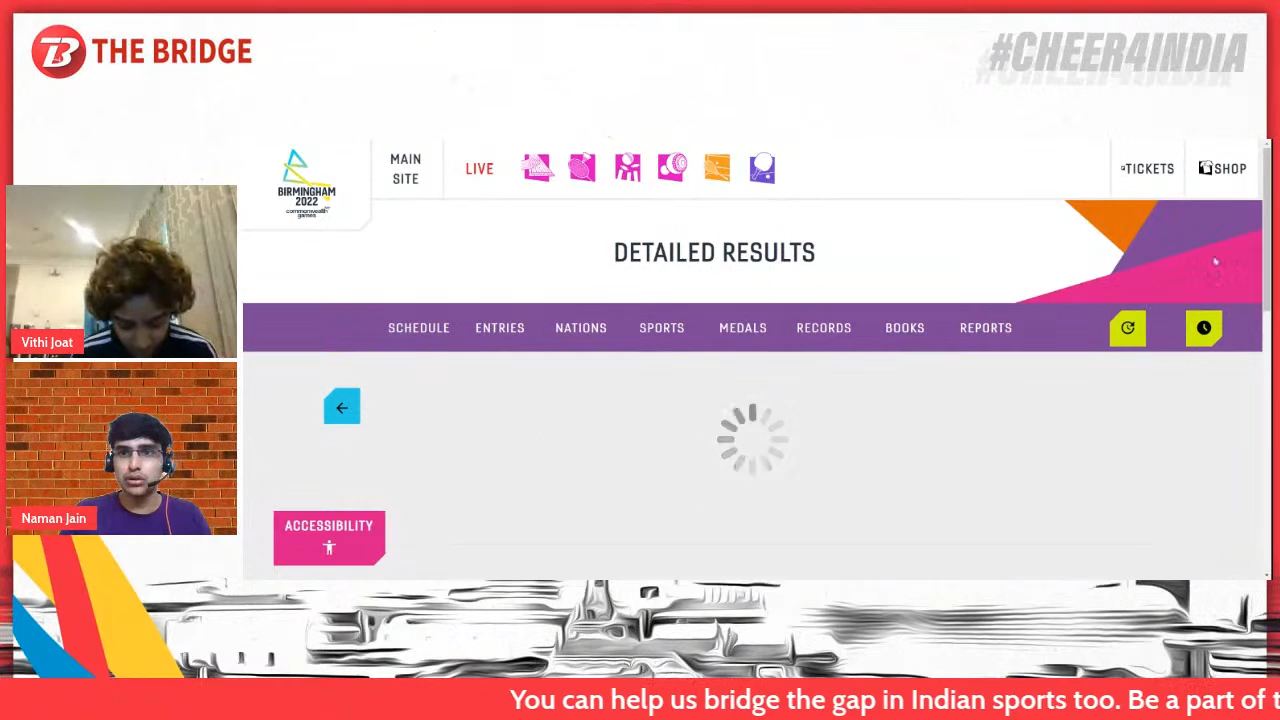 THE BRIDGE
#CHEER4INDIA
BIRMINGHAM
2022
commonwealth
games
MAIN
SITE
LIVE
TICKETS
SHOP
DETAILED RESULTS
SCHEDULE
ENTRIES
NATIONS
SPORTS
MEDALS
RECORDS
BOOKS
REPORTS
Vithi Joat
Naman Jain
ACCESSIBILITY
You can help us bridge the gap in Indian sports too. Be a part of t